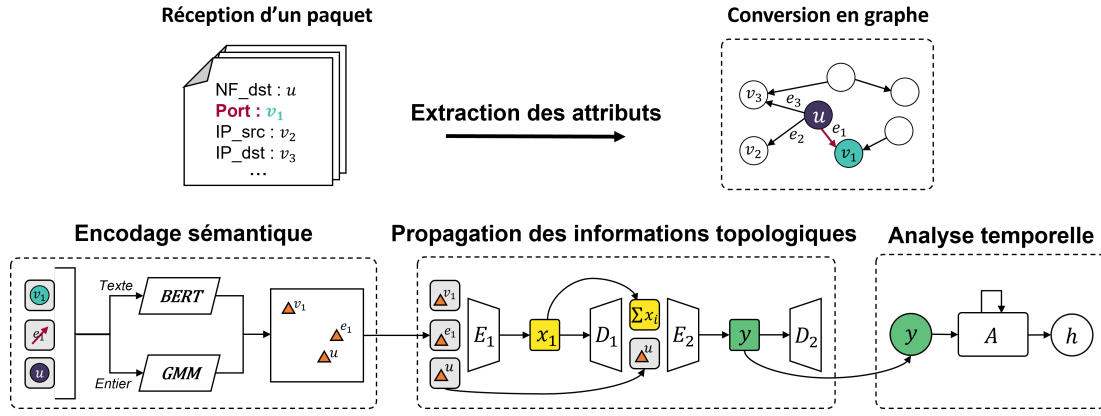 Réception d'un paquet
NF_dst : u
Port : v₁
IP_src : v₂
IP_dst : v₃
...
Extraction des attributs
Conversion en graphe
v₃
e₃
u
e₁
e₂
v₂
v₁
Encodage sémantique
v₁
e₁
u
Texte
BERT
Entier
GMM
v₁
e₁
u
Propagation des informations topologiques
v₁
e₁
u
E₁
x₁
D₁
∑xᵢ
u
E₂
y
D₂
Analyse temporelle
y
A
h